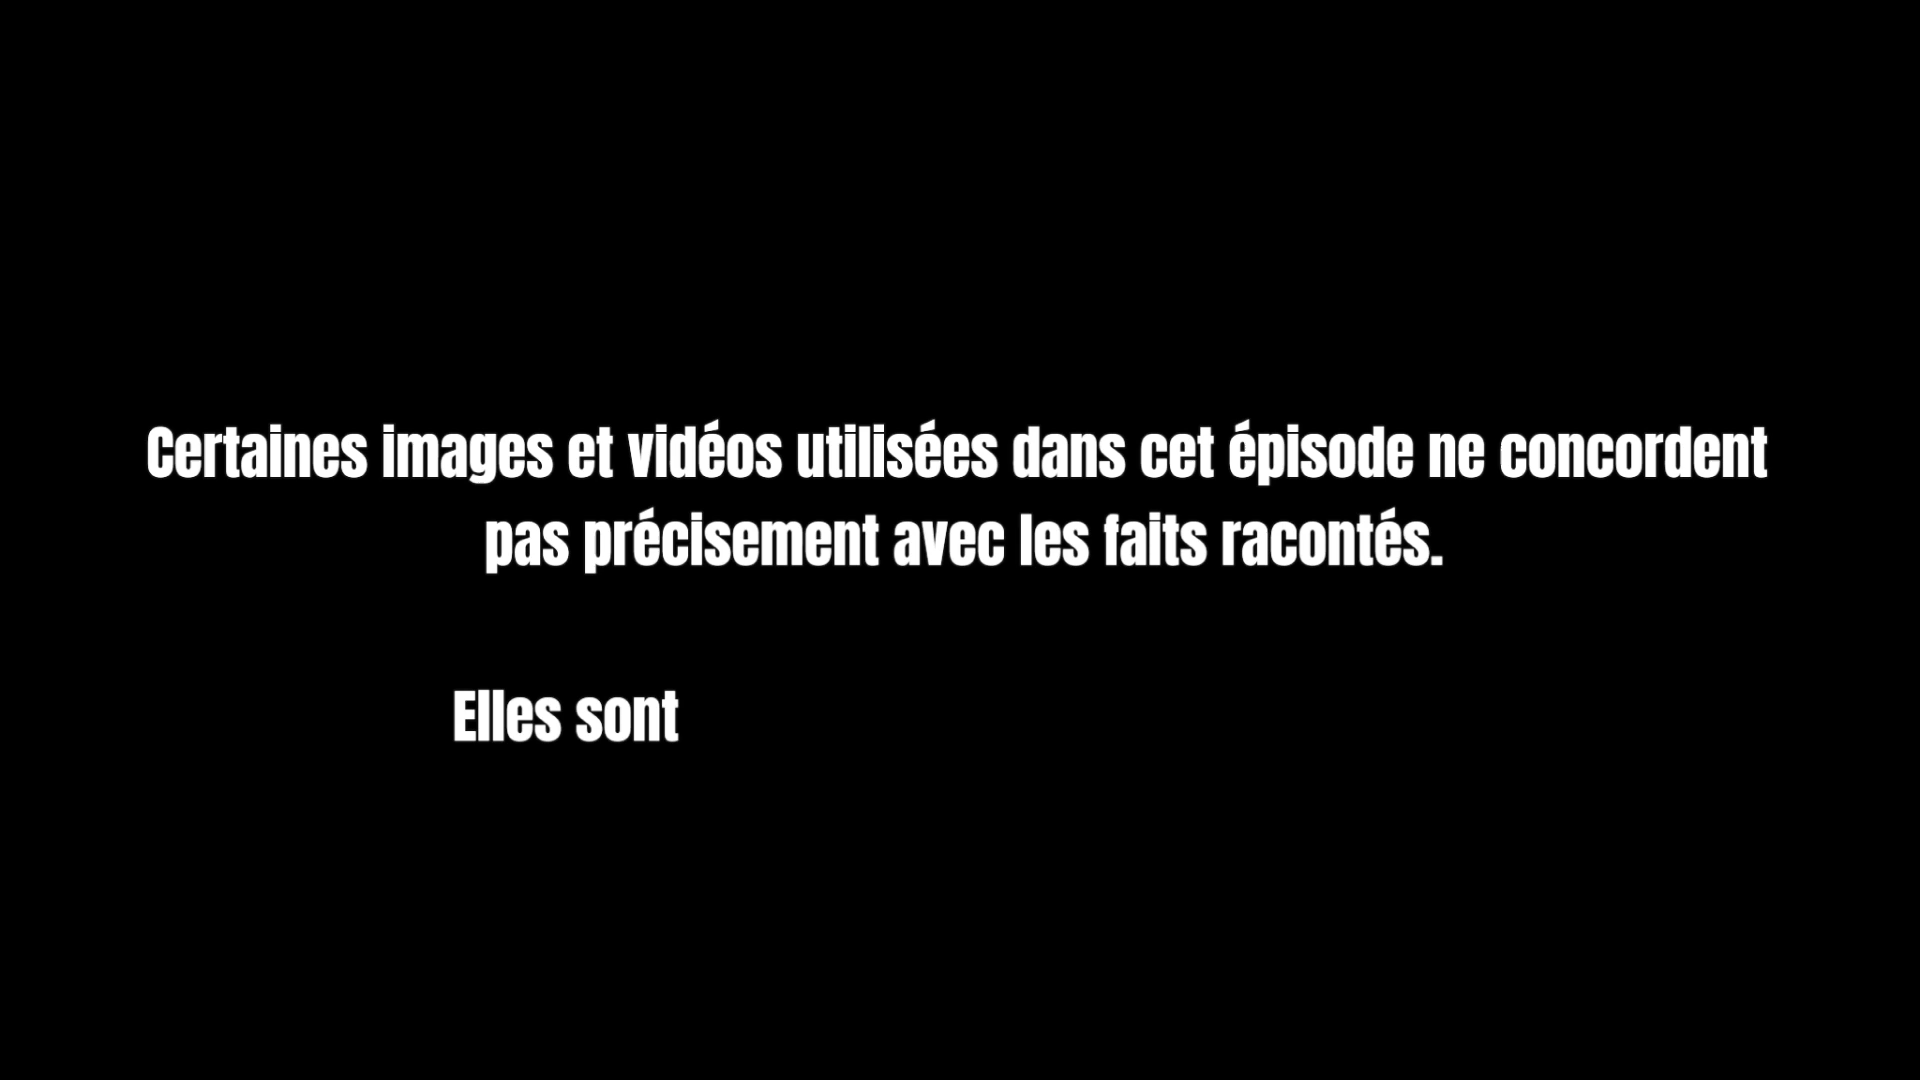 Certaines images et vidéos utilisées dans cet épisode ne concordent
pas précisement avec les faits racontés.
Elles sont